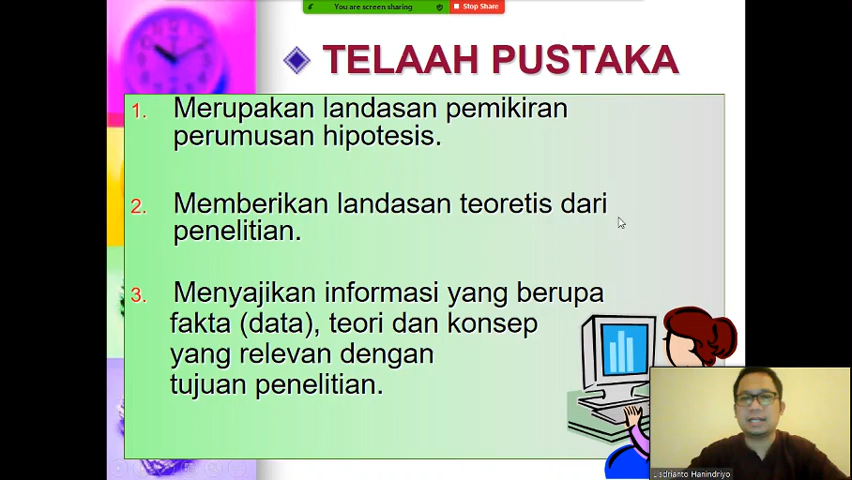 You are screen sharing
Stop Share
TELAAH PUSTAKA
1. Merupakan landasan pemikiran
perumusan hipotesis.
2. Memberikan landasan teoretis dari
penelitian.
3. Menyajikan informasi yang berupa
fakta (data), teori dan konsep
yang relevan dengan
tujuan penelitian.
Hanindriyo